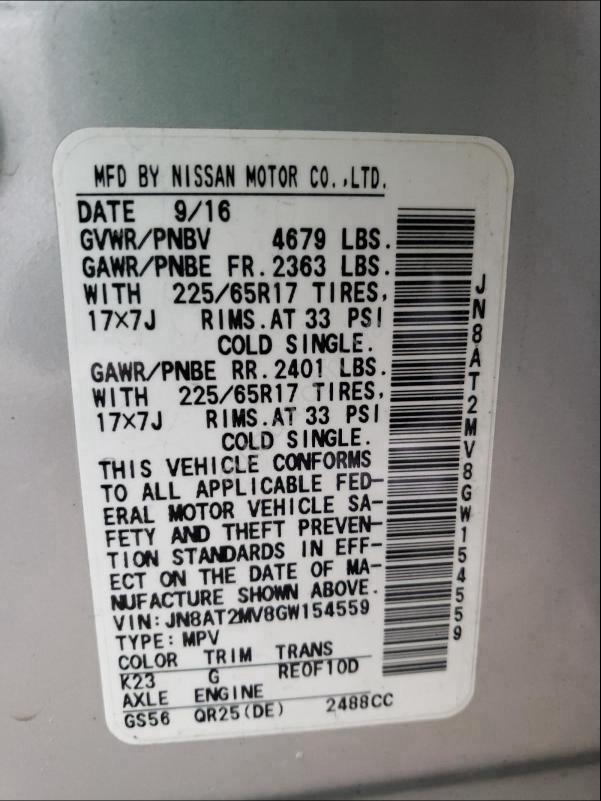 MFD BY NISSAN MOTOR CO.,LTD.
DATE 9/16
GVWR/PNBV 4679 LBS.
GAWR/PNBE FR. 2363 LBS.
WITH 225/65R17 TIRES,
17×7J RIMS. AT 33 PSI
COLD SINGLE.
GAWR/PNBE RR. 2401 LBS.
WITH 225/65R17 TIRES,
17×7J RIMS. AT 33 PSI
COLD SINGLE.
THIS VEHICLE CONFORMS
TO ALL APPLICABLE FED-
ERAL MOTOR VEHICLE SA-
FETY AND THEFT PREVEN-
TION STANDARDS IN EFF-
ECT ON THE DATE OF MA-
NUFACTURE SHOWN ABOVE.
VIN: JN8AT2MV8GW154559
TYPE: MPV
COLOR TRIM TRANS
K23 G RE0F10D
AXLE ENGINE
GS56 QR25(DE) 2488CC
JN8AT2MV8GW154559